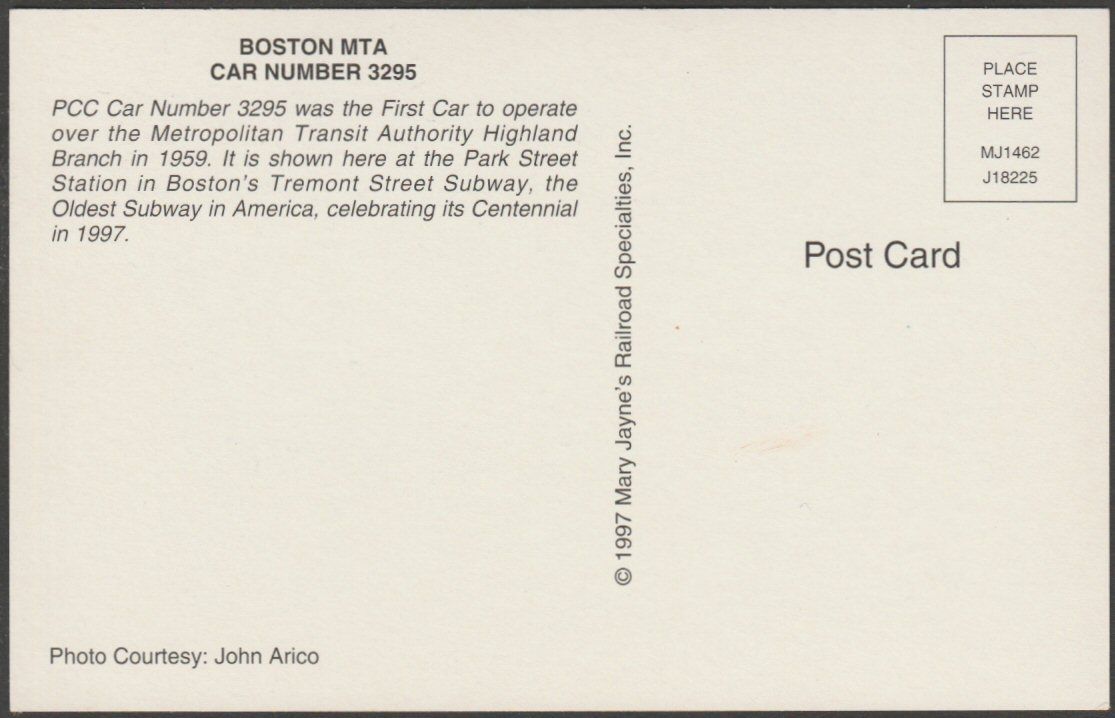 BOSTON MTA
CAR NUMBER 3295
PCC Car Number 3295 was the First Car to operate
over the Metropolitan Transit Authority Highland
Branch in 1959. It is shown here at the Park Street
Station in Boston's Tremont Street Subway, the
Oldest Subway in America, celebrating its Centennial
in 1997.
Photo Courtesy: John Arico
© 1997 Mary Jayne's Railroad Specialties, Inc.
PLACE
STAMP
HERE
MJ1462
J18225
Post Card